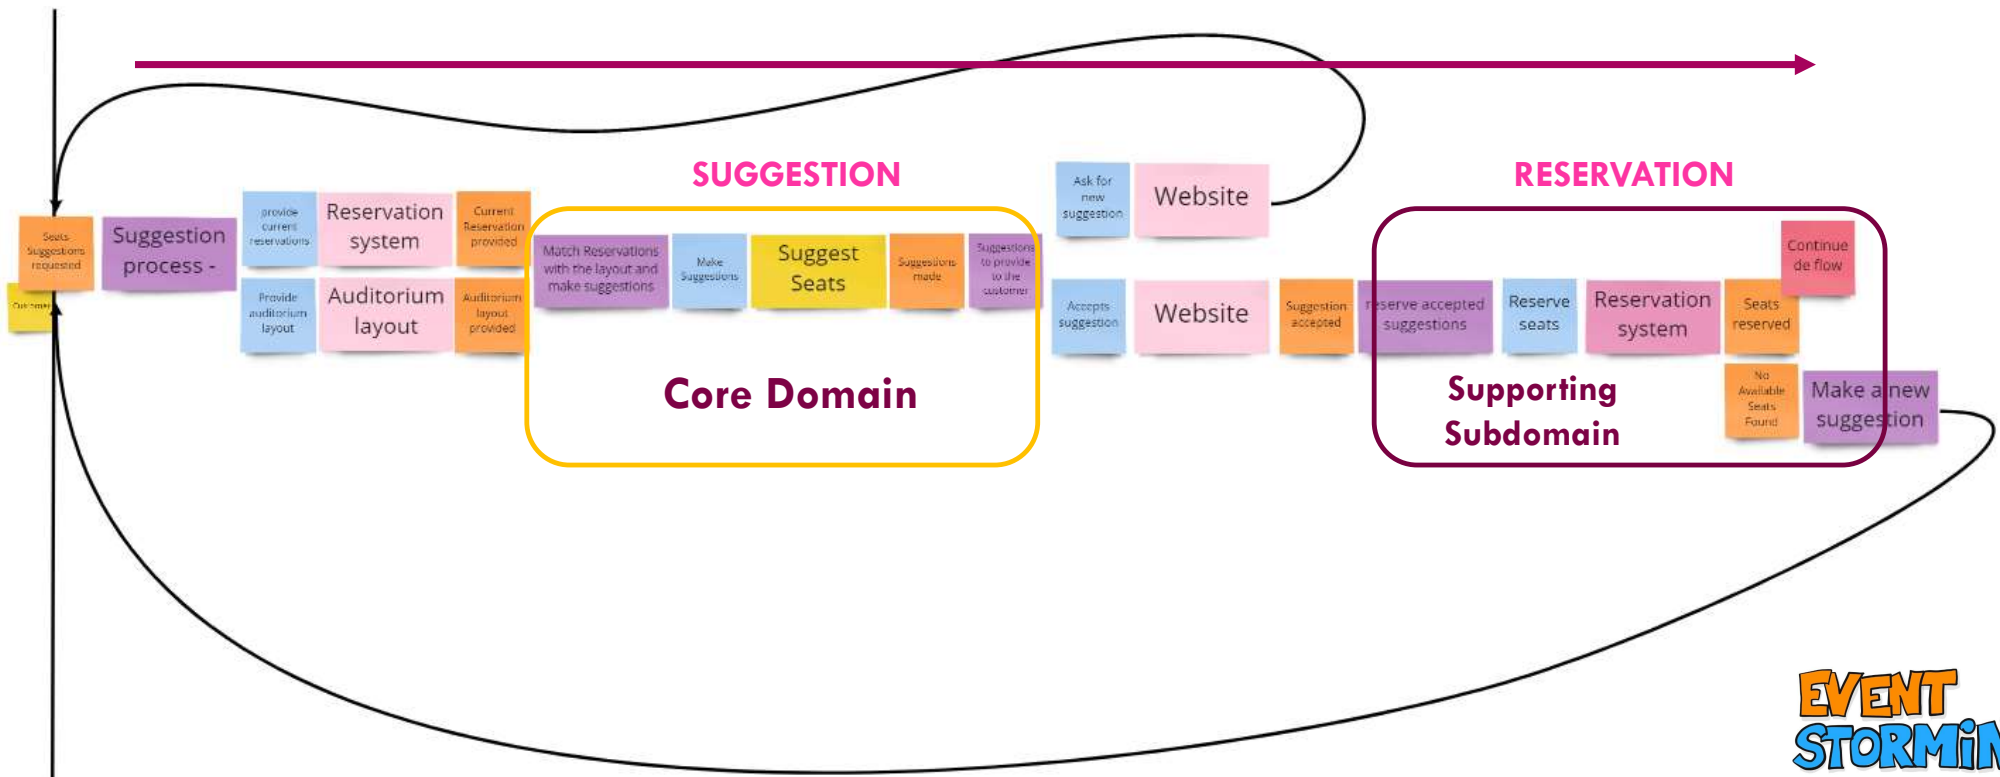 SUGGESTION
RESERVATION
Seats
Suggestions
requested
Customer
Suggestion
process -
provide
current
reservations
Reservation
system
Current
Reservation
provided
Provide
auditorium
layout
Auditorium
layout
Auditorium
layout
provided
Match Reservations
with the layout and
make suggestions
Make
Suggestions
Suggest
Seats
Suggestions
made
Suggestions
to provide
to the
customer
Core Domain
Ask for
new
suggestion
Website
Accepts
suggestion
Website
Suggestion
accepted
reserve accepted
suggestions
Reserve
seats
Reservation
system
Seats
reserved
Continue
de flow
Supporting
Subdomain
No
Available
Seats
Found
Make a new
suggestion
EVENT
STORMiN